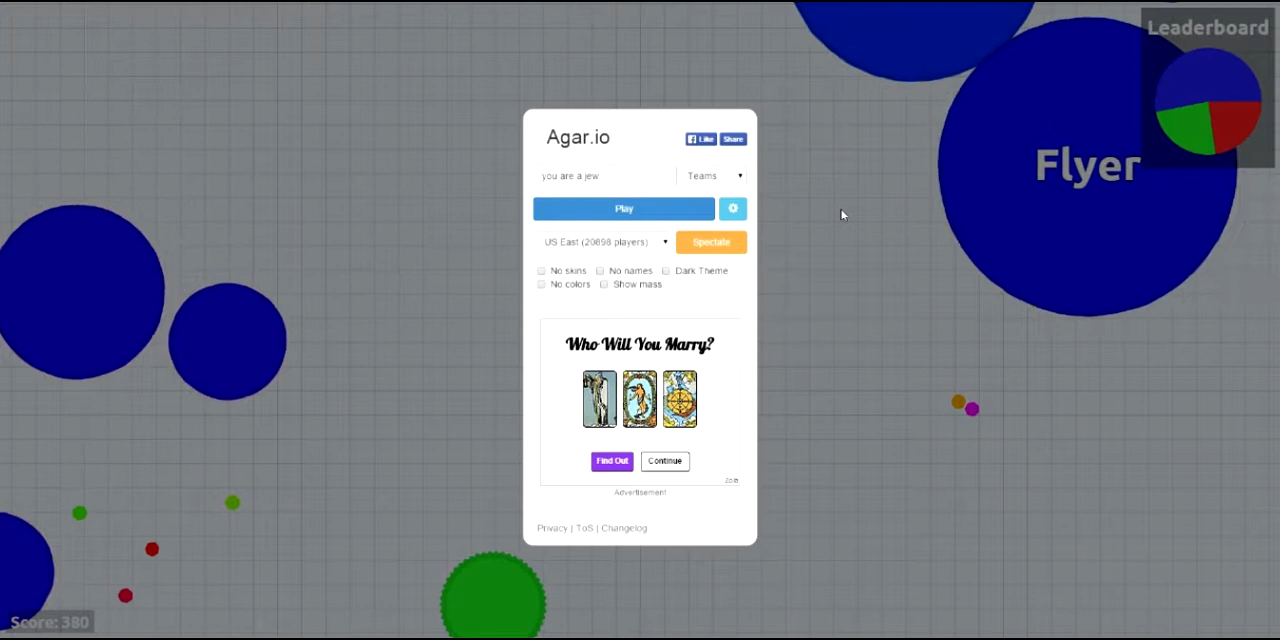 Leaderboard
Agar.io
Like Share
you are a jew Teams
Flyer
Play
US East (20898 players) Spectate
No skins No names Dark Theme
No colors Show mass
Who Will You Marry?
Find Out Continue
Zola
Advertisement
Privacy | ToS | Changelog
Score: 380